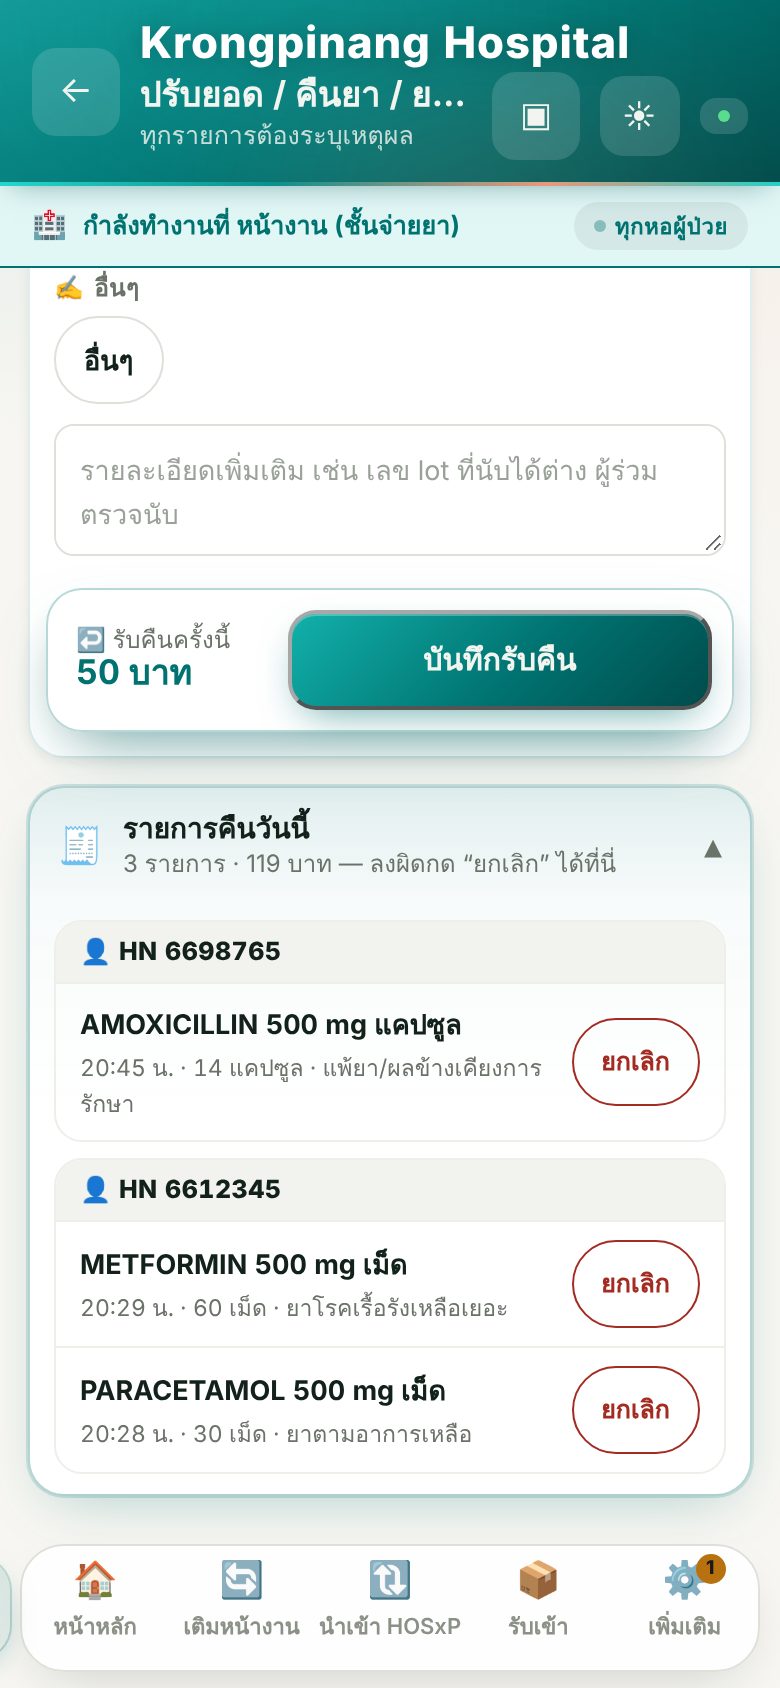 Krongpinang Hospital
ปรับยอด / คืนยา / ย...
ทุกรายการต้องระบุเหตุผล
กำลังทำงานที่ หน้างาน (ชั้นจ่ายยา)
ทุกหอผู้ป่วย
อื่นๆ
อื่นๆ
รายละเอียดเพิ่มเติม เช่น เลข lot ที่นับได้ต่าง ผู้ร่วม
ตรวจนับ
รับคืนครั้งนี้
50 บาท
บันทึกรับคืน
รายการคืนวันนี้
3 รายการ · 119 บาท — ลงผิดกด “ยกเลิก” ได้ที่นี่
HN 6698765
AMOXICILLIN 500 mg แคปซูล
20:45 น. · 14 แคปซูล · แพ้ยา/ผลข้างเคียงการ
รักษา
ยกเลิก
HN 6612345
METFORMIN 500 mg เม็ด
20:29 น. · 60 เม็ด · ยาโรคเรื้อรังเหลือเยอะ
ยกเลิก
PARACETAMOL 500 mg เม็ด
20:28 น. · 30 เม็ด · ยาตามอาการเหลือ
ยกเลิก
หน้าหลัก
เติมหน้างาน
นำเข้า HOSxP
รับเข้า
1
เพิ่มเติม